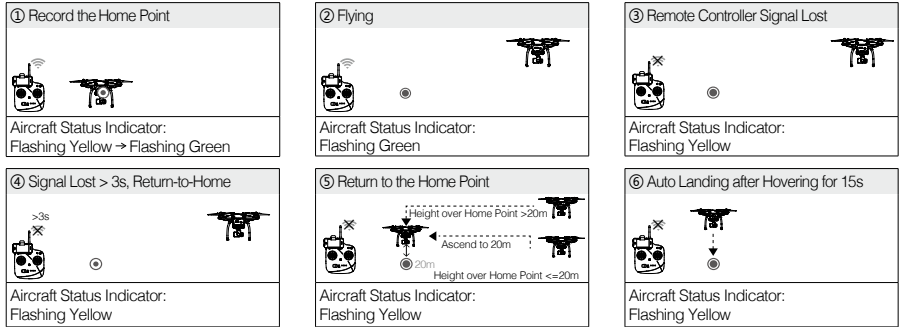 ① Record the Home Point
Aircraft Status Indicator:
Flashing Yellow → Flashing Green
② Flying
Aircraft Status Indicator:
Flashing Green
③ Remote Controller Signal Lost
Aircraft Status Indicator:
Flashing Yellow
④ Signal Lost > 3s, Return-to-Home
>3s
Aircraft Status Indicator:
Flashing Yellow
⑤ Return to the Home Point
Height over Home Point >20m
Ascend to 20m
20m
Height over Home Point <=20m
Aircraft Status Indicator:
Flashing Yellow
⑥ Auto Landing after Hovering for 15s
Aircraft Status Indicator:
Flashing Yellow